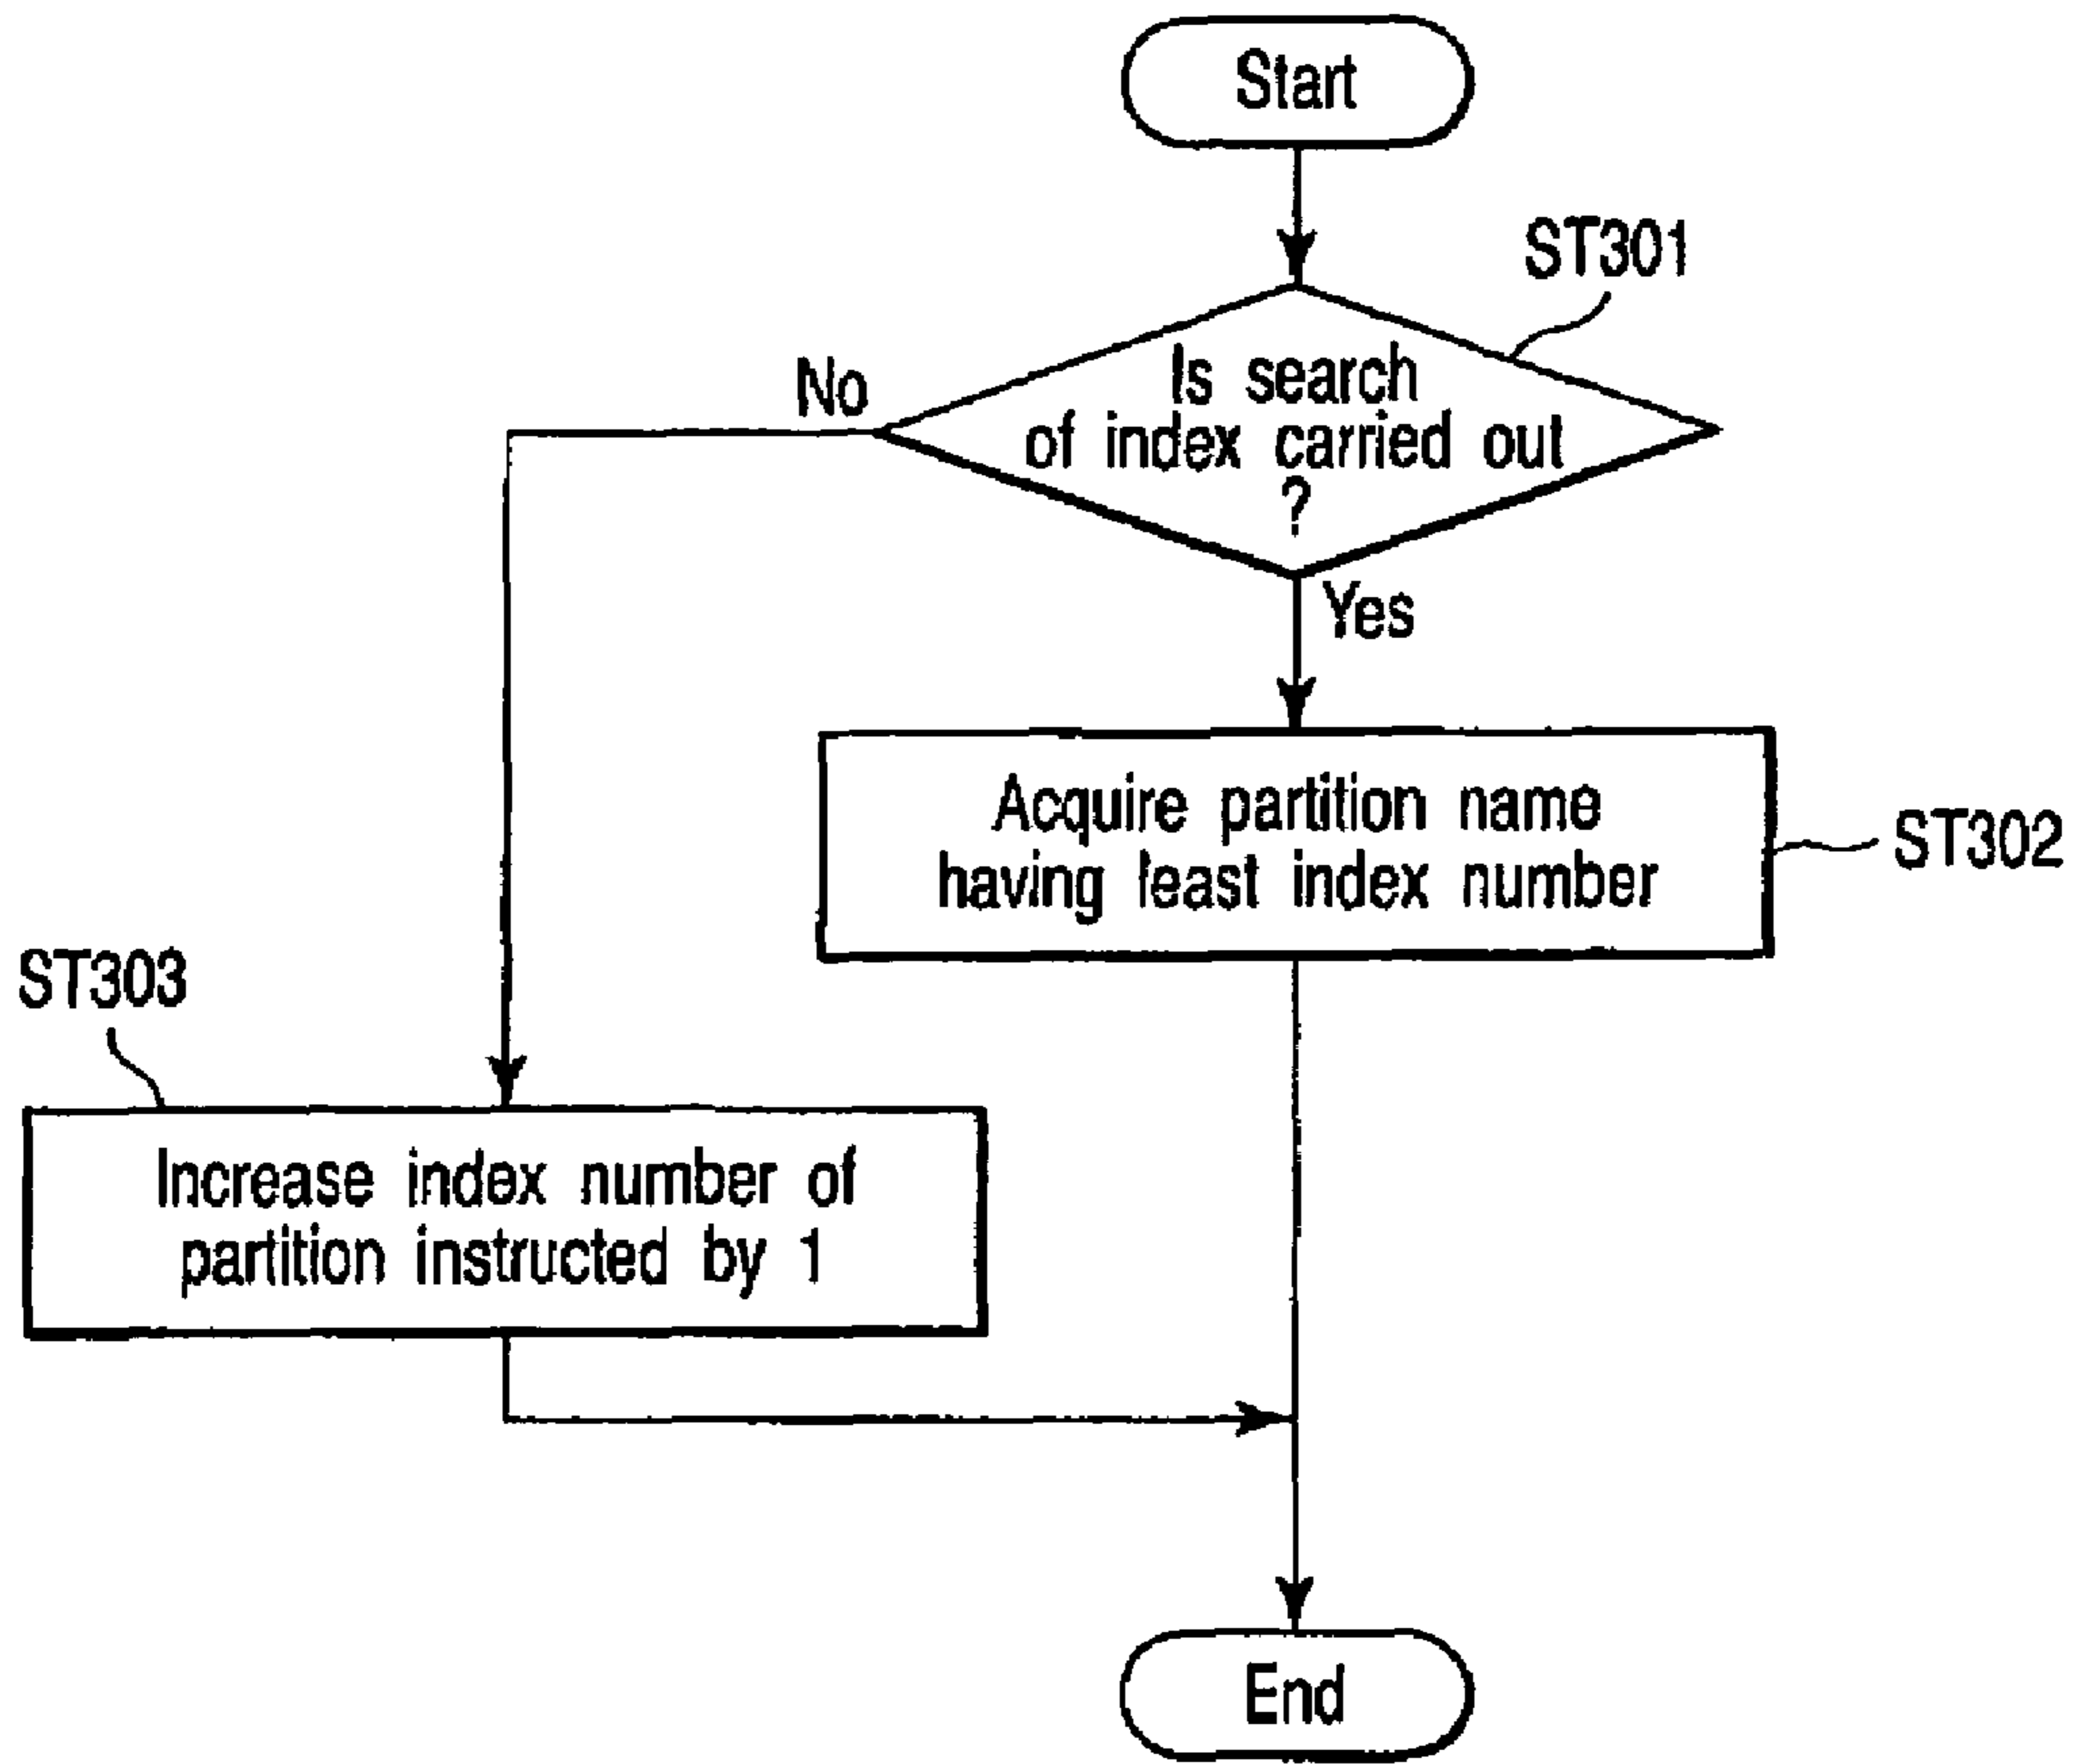 Start
ST301
No
Is search
of index carried out
?
Yes
Acquire partition name
having least index number
ST302
ST303
Increase index number of
partition instructed by 1
End